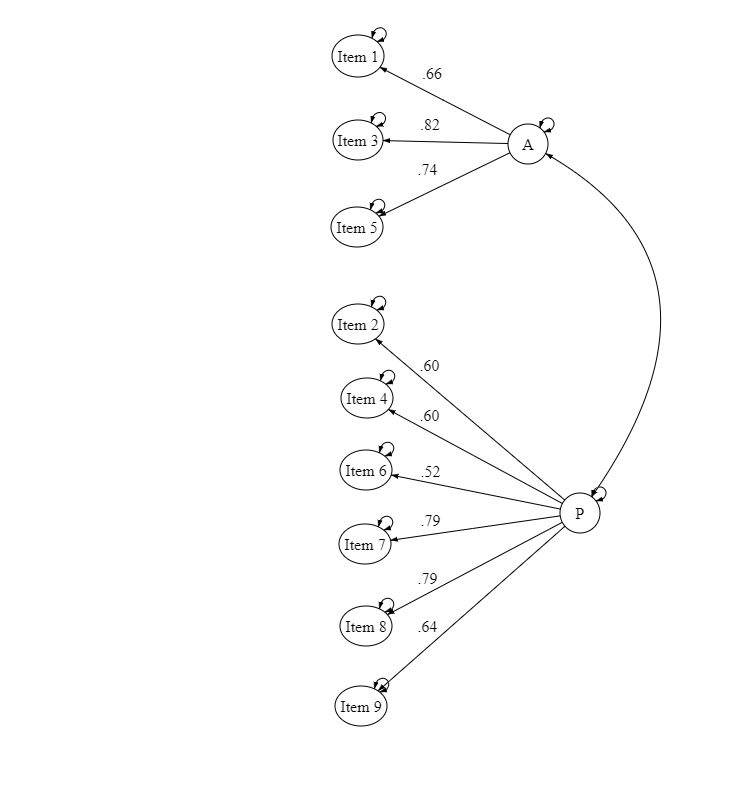 Item 1
.66
.82
Item 3
A
.74
Item 5
Item 2
.60
Item 4
.60
Item 6
.52
P
.79
Item 7
.79
Item 8
.64
Item 9